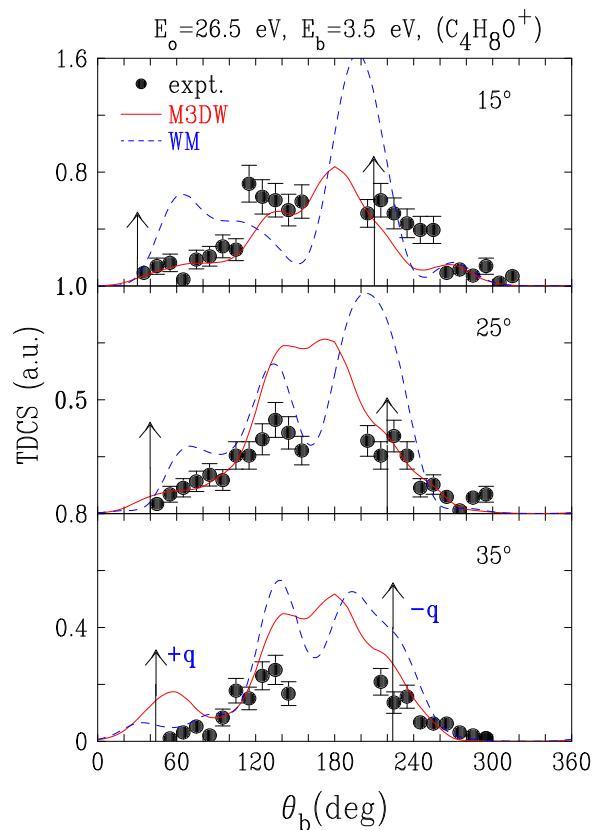 E₀=26.5 eV, E_b=3.5 eV, (C₄H₈O⁺)
1.6
expt.
15°
M3DW
WM
0.8
1.0
1.0
25°
TDCS (a.u.)
0.5
0.8
35°
+q
−q
0.4
0
0 60 120 180 240 300 360
θ_b(deg)